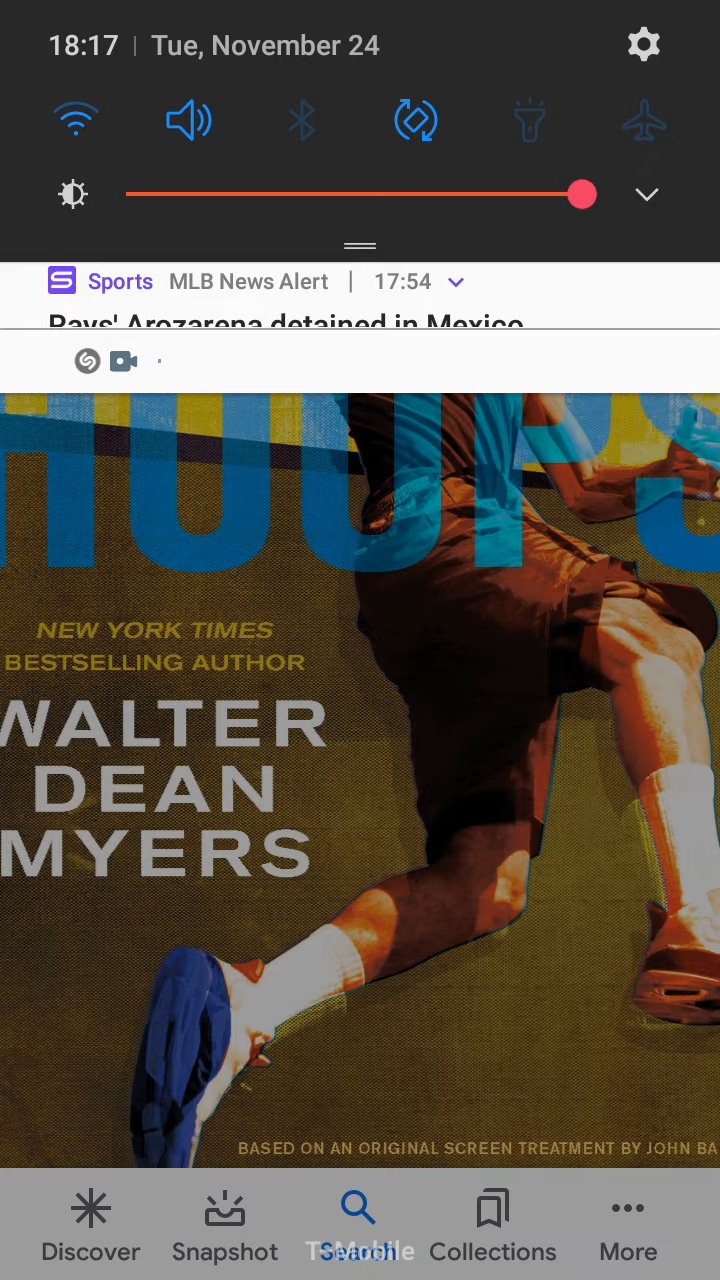 18:17 | Tue, November 24
Sports MLB News Alert | 17:54
Rays' Arozarena detained in Mexico
HOOPS
NEW YORK TIMES
BESTSELLING AUTHOR
WALTER
DEAN
MYERS
BASED ON AN ORIGINAL SCREEN TREATMENT BY JOHN BA
Discover Snapshot Search Collections More
T-Mobile